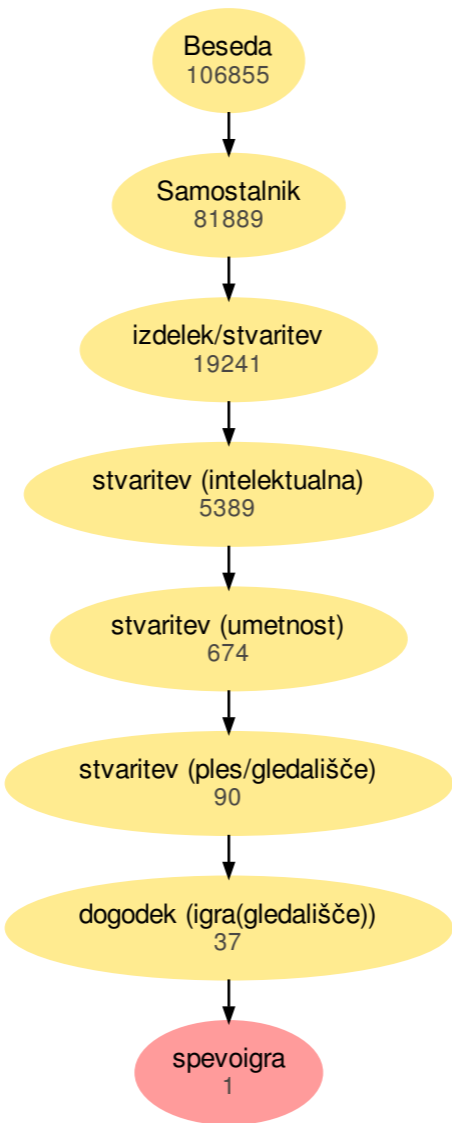 Beseda
106855
Samostalnik
81889
izdelek/stvaritev
19241
stvaritev (intelektualna)
5389
stvaritev (umetnost)
674
stvaritev (ples/gledališče)
90
dogodek (igra(gledališče))
37
spevoigra
1